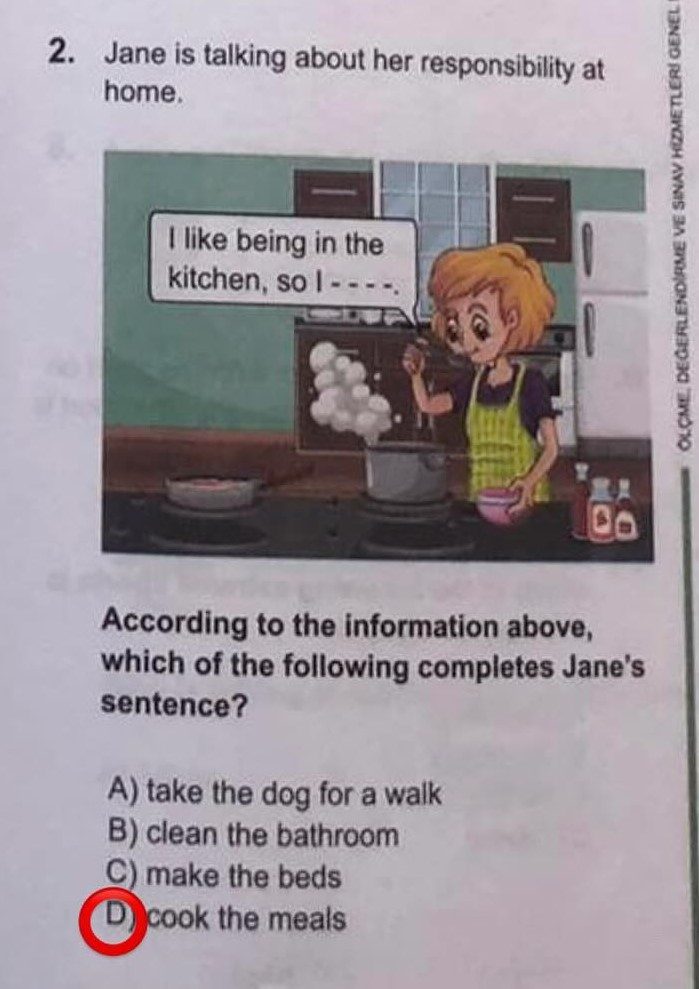 2. Jane is talking about her responsibility at
home.
I like being in the
kitchen, so I - - - -.
According to the information above,
which of the following completes Jane's
sentence?
A) take the dog for a walk
B) clean the bathroom
C) make the beds
D) cook the meals
ÖLÇME, DEĞERLENDİRME VE SINAV HİZMETLERİ GENEL